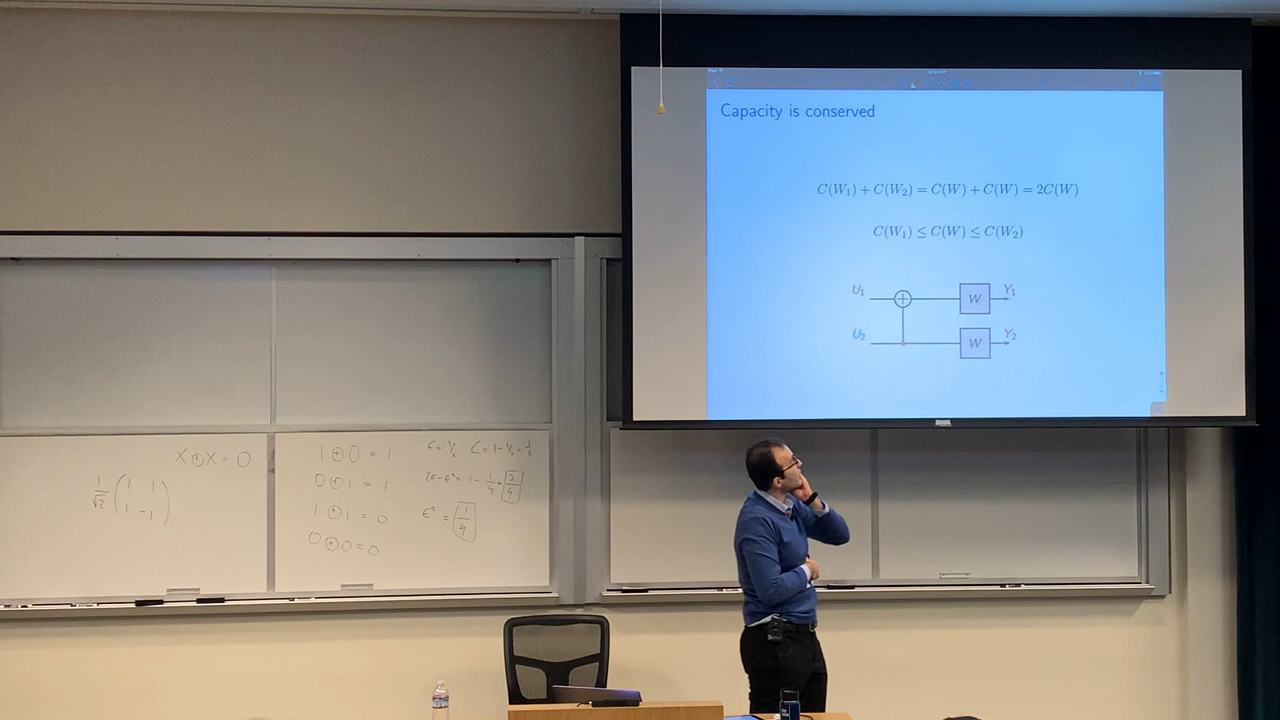 Capacity is conserved
C(W₁) + C(W₂) = C(W) + C(W) = 2C(W)
C(W₁) ≤ C(W) ≤ C(W₂)
U₁ ⊕ W Y₁
U₂ W Y₂
X⊕X = 0
1/√2 (1 1
1 -1)
1 ⊕ 0 = 1
0 ⊕ 1 = 1
1 ⊕ 1 = 0
0 ⊕ 0 = 0
ϵ = 1/2 C = 1 - 1/2 = 1/2
2ϵ - ϵ² = 1 - 1/4 = 3/4
ϵ² = 1/4